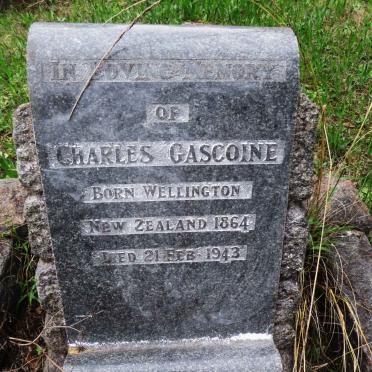 IN LOVING MEMORY
OF
CHARLES GASCOINE
BORN WELLINGTON
NEW ZEALAND 1864
DIED 21 FEB 1943